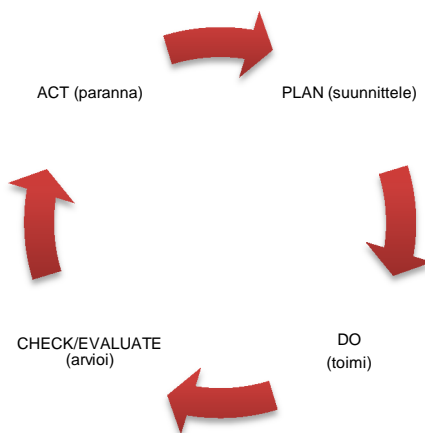 ACT (paranna)
PLAN (suunnittele)
CHECK/EVALUATE
(arvioi)
DO
(toimi)